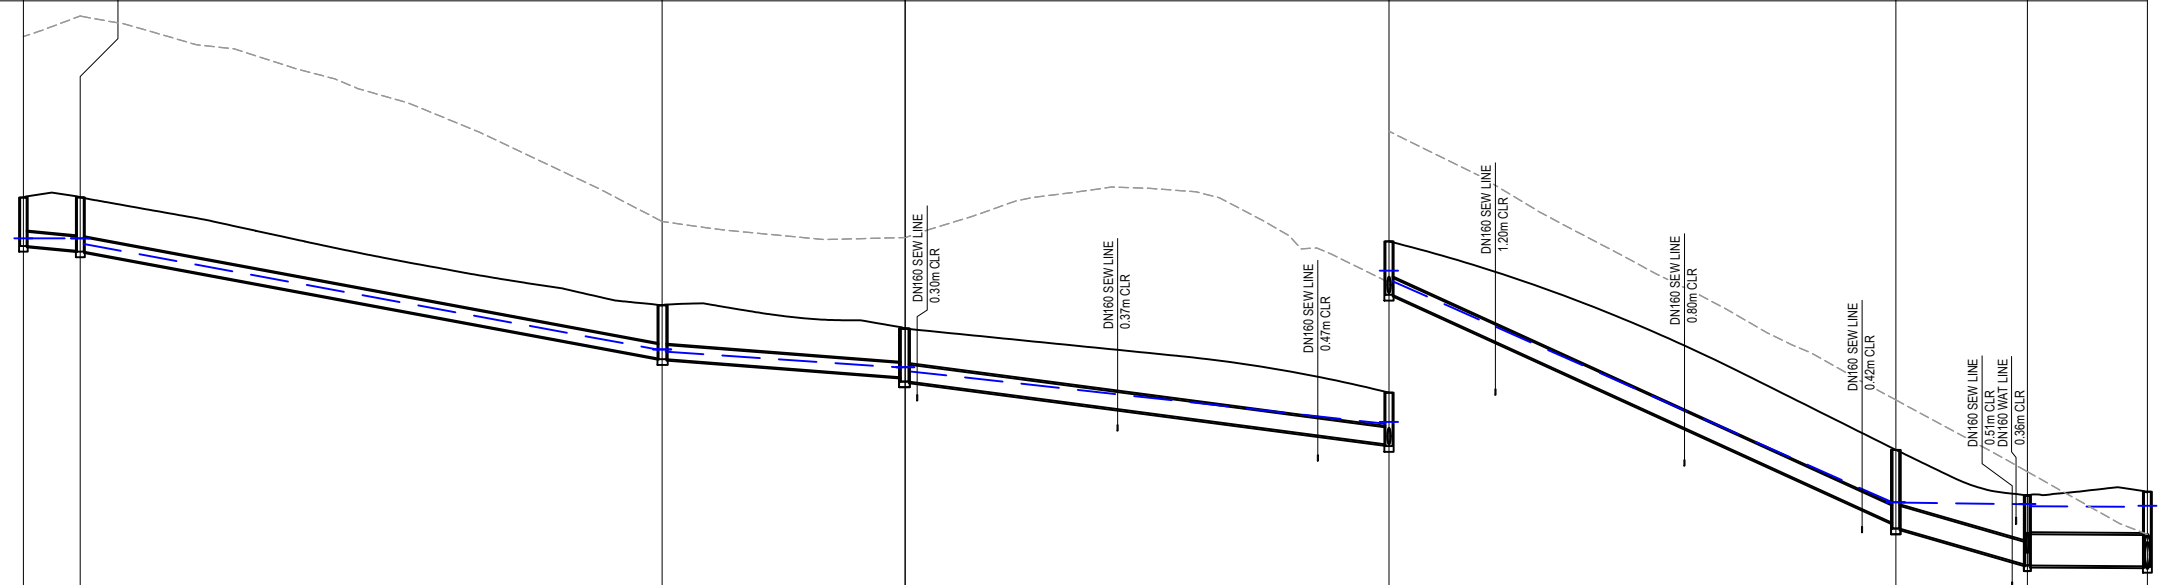 DN160 SEW LINE
0.30m CLR
DN160 SEW LINE
0.37m CLR
DN160 SEW LINE
0.47m CLR
DN160 SEW LINE
1.20m CLR
DN160 SEW LINE
0.80m CLR
DN160 SEW LINE
0.42m CLR
DN160 SEW LINE
0.51m CLR
DN160 WAT LINE
0.36m CLR